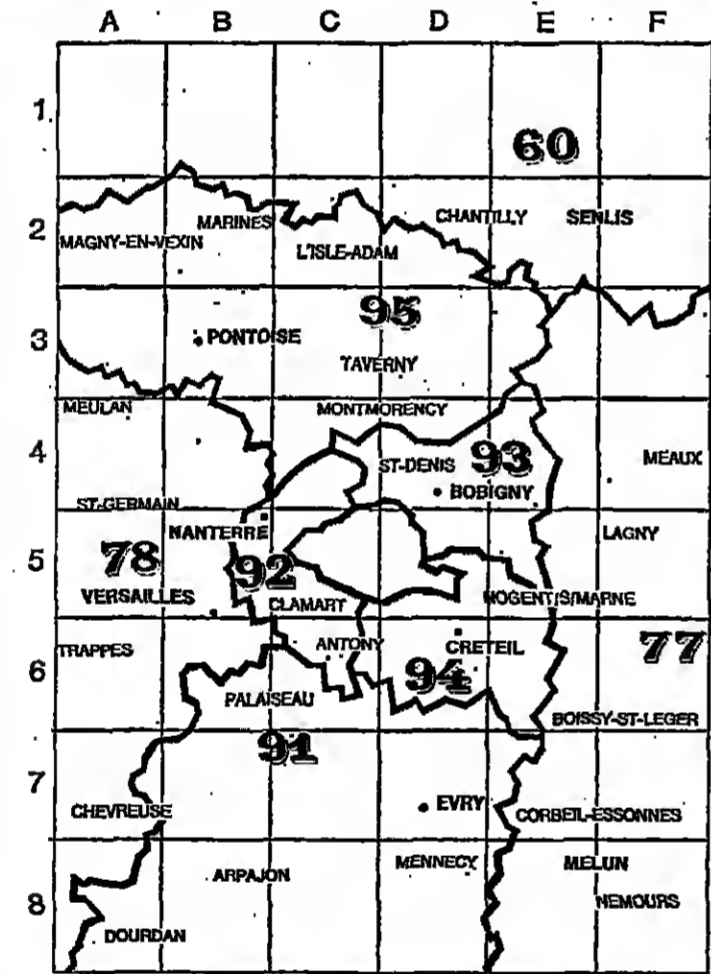 A B C D E F
1
60
2
MARINES CHANTILLY SENLIS
MAGNY-EN-VEXIN
L'ISLE-ADAM
95
3
PONTOISE
TAVERNY
MEULAN MONTMORENCY
4
ST-DENIS 93 MEAUX
BOBIGNY
ST-GERMAIN
NANTERRE LAGNY
5
78 92
VERSAILLES CLAMART NOGENT/S/MARNE
TRAPPES ANTONY CRETEIL 77
6
94
PALAISEAU
BOISSY-ST-LEGER
91
7
CHEVREUSE EVRY CORBEIL-ESSONNES
ARPAJON MENNECY MELUN
8
NEMOURS
DOURDAN